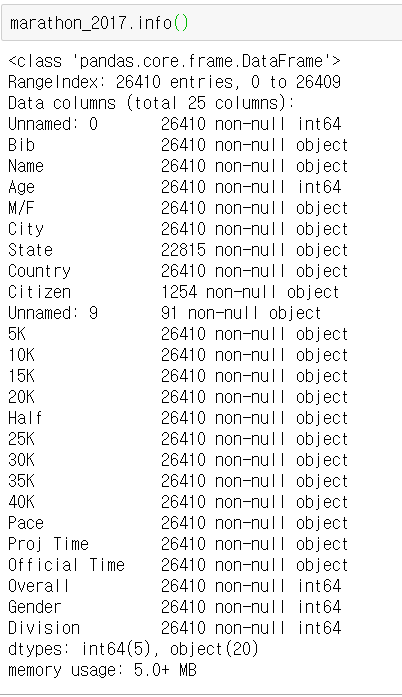 marathon_2017.info()
<class 'pandas.core.frame.DataFrame'>
RangeIndex: 26410 entries, 0 to 26409
Data columns (total 25 columns):
Unnamed: 0       26410 non-null int64
Bib              26410 non-null object
Name             26410 non-null object
Age              26410 non-null int64
M/F              26410 non-null object
City             26410 non-null object
State            22815 non-null object
Country          26410 non-null object
Citizen          1254 non-null object
Unnamed: 9       91 non-null object
5K               26410 non-null object
10K              26410 non-null object
15K              26410 non-null object
20K              26410 non-null object
Half             26410 non-null object
25K              26410 non-null object
30K              26410 non-null object
35K              26410 non-null object
40K              26410 non-null object
Pace             26410 non-null object
Proj Time        26410 non-null object
Official Time    26410 non-null object
Overall          26410 non-null int64
Gender           26410 non-null int64
Division         26410 non-null int64
dtypes: int64(5), object(20)
memory usage: 5.0+ MB